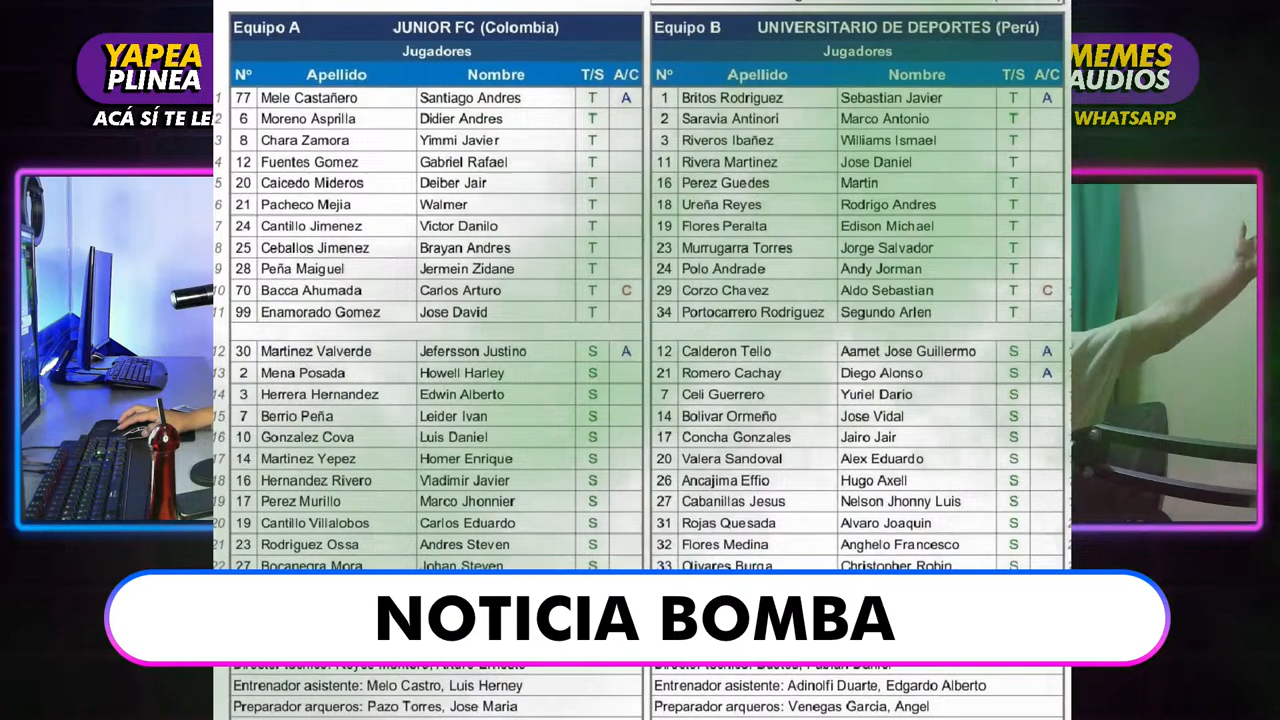 YAPEA
PLINEA
ACÁ SÍ TE LE
MEMES
AUDIOS
WHATSAPP
Equipo A JUNIOR FC (Colombia)
Jugadores
Nº Apellido Nombre T/S A/C
1 77 Mele Castañero Santiago Andres T A
2 6 Moreno Asprilla Didier Andres T
3 8 Chara Zamora Yimmi Javier T
4 12 Fuentes Gomez Gabriel Rafael T
5 20 Caicedo Mideros Deiber Jair T
6 21 Pacheco Mejia Walmer T
7 24 Cantillo Jimenez Victor Danilo T
8 25 Ceballos Jimenez Brayan Andres T
9 28 Peña Maiguel Jermein Zidane T
10 70 Bacca Ahumada Carlos Arturo T C
11 99 Enamorado Gomez Jose David T
12 30 Martinez Valverde Jefersson Justino S A
13 2 Mena Posada Howell Harley S
14 3 Herrera Hernandez Edwin Alberto S
15 7 Berrio Peña Leider Ivan S
16 10 Gonzalez Cova Luis Daniel S
17 14 Martinez Yepez Homer Enrique S
18 16 Hernandez Rivero Vladimir Javier S
19 17 Perez Murillo Marco Jhonnier S
20 19 Cantillo Villalobos Carlos Eduardo S
21 23 Rodriguez Ossa Andres Steven S
22 27 Bocanegra Mora Johan Steven S
Entrenador asistente: Melo Castro, Luis Herney
Preparador arqueros: Pazo Torres, Jose Maria
Equipo B UNIVERSITARIO DE DEPORTES (Perú)
Jugadores
Nº Apellido Nombre T/S A/C
1 Britos Rodriguez Sebastian Javier T A
2 Saravia Antinori Marco Antonio T
3 Riveros Ibañez Williams Ismael T
11 Rivera Martinez Jose Daniel T
16 Perez Guedes Martin T
18 Ureña Reyes Rodrigo Andres T
19 Flores Peralta Edison Michael T
23 Murrugarra Torres Jorge Salvador T
24 Polo Andrade Andy Jorman T
29 Corzo Chavez Aldo Sebastian T C
34 Portocarrero Rodriguez Segundo Arlen T
12 Calderon Tello Aamet Jose Guillermo S A
21 Romero Cachay Diego Alonso S A
7 Celi Guerrero Yuriel Dario S
14 Bolivar Ormeño Jose Vidal S
17 Concha Gonzales Jairo Jair S
20 Valera Sandoval Alex Eduardo S
26 Ancajima Effio Hugo Axell S
27 Cabanillas Jesus Nelson Jhonny Luis S
31 Rojas Quesada Alvaro Joaquin S
32 Flores Medina Anghelo Francesco S
33 Olivares Burga Christopher Robin S
Entrenador asistente: Adinolfi Duarte, Edgardo Alberto
Preparador arqueros: Venegas Garcia, Angel
NOTICIA BOMBA